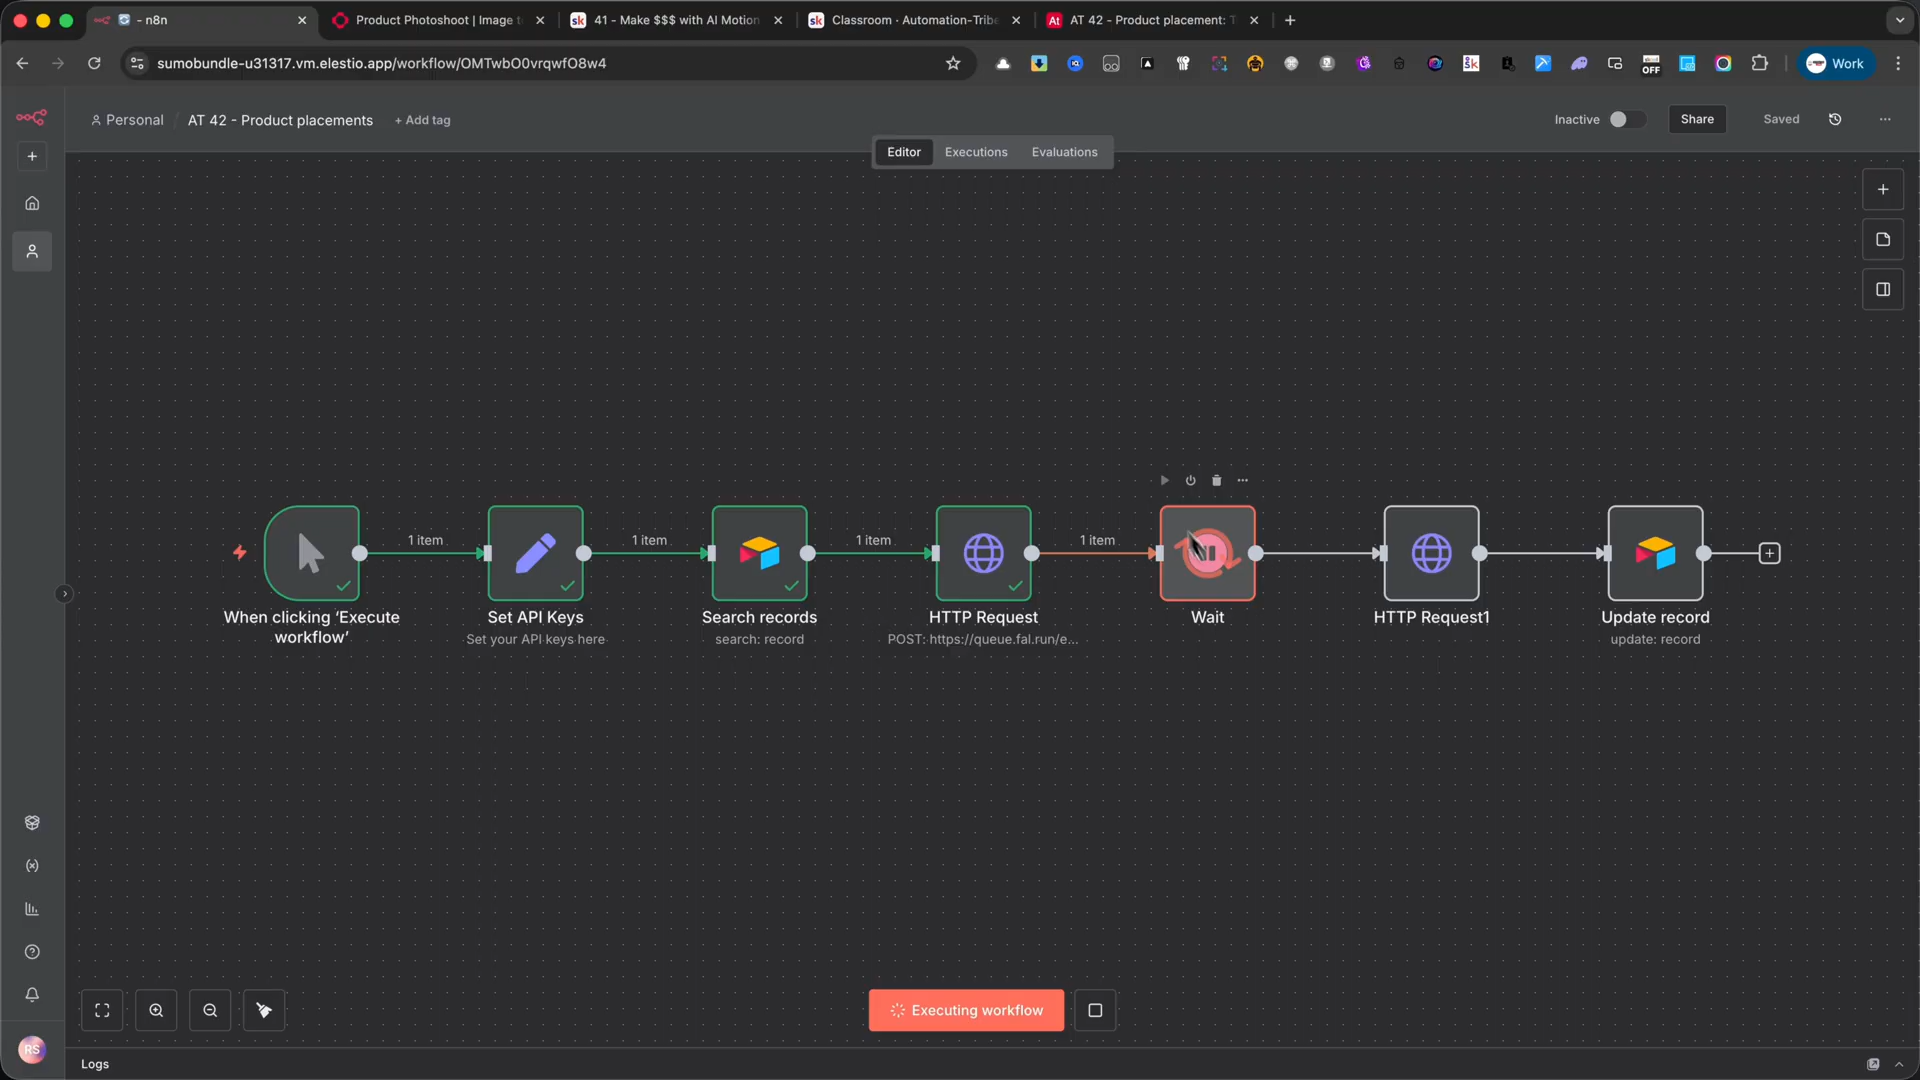 - n8n
Product Photoshoot | Image t
sk 41 - Make $$$ with AI Motion
sk Classroom · Automation-Tribe
At AT 42 - Product placement: T
sumobundle-u31317.vm.elestio.app/workflow/OMTwbO0vrqwfO8w4
OFF
Work
Personal / AT 42 - Product placements + Add tag
Inactive
Share
Saved
Editor Executions Evaluations
1 item 1 item 1 item 1 item
When clicking ‘Execute workflow’
Set API Keys
Set your API keys here
Search records
search: record
HTTP Request
POST: https://queue.fal.run/e...
Wait
HTTP Request1
Update record
update: record
Executing workflow
RS
Logs